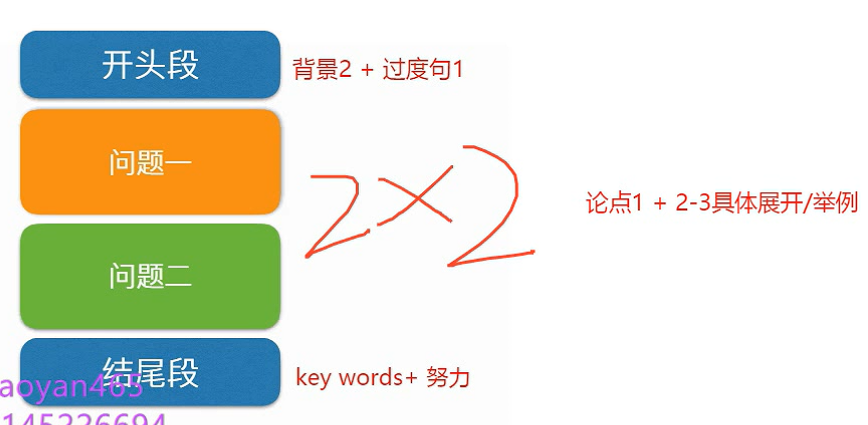 开头段
背景2 + 过度句1
问题一
2×2
论点1 + 2-3具体展开/举例
问题二
结尾段
key words+ 努力
aoyan465
145226694